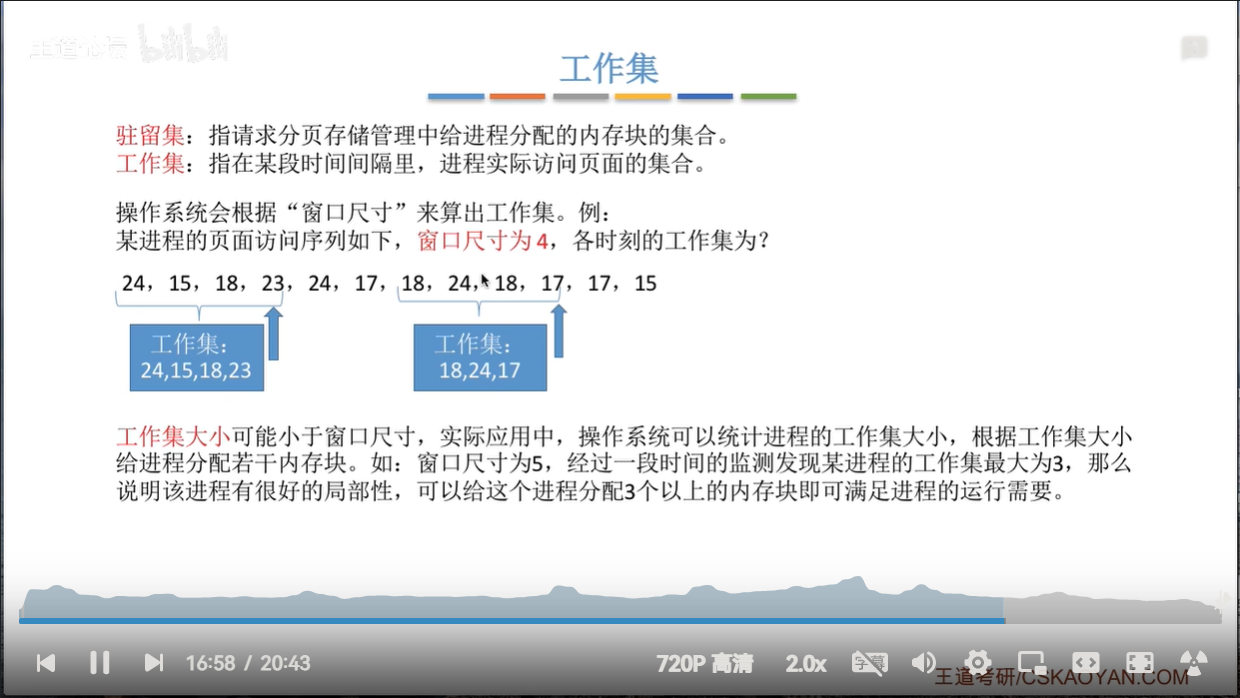 王道论坛 bilibili
工作集
驻留集：指请求分页存储管理中给进程分配的内存块的集合。
工作集：指在某段时间间隔里，进程实际访问页面的集合。
操作系统会根据“窗口尺寸”来算出工作集。例：
某进程的页面访问序列如下，窗口尺寸为4，各时刻的工作集为？
24，15，18，23，24，17，18，24，18，17，17，15
工作集： 工作集：
24,15,18,23 18,24,17
工作集大小可能小于窗口尺寸，实际应用中，操作系统可以统计进程的工作集大小，根据工作集大小
给进程分配若干内存块。如：窗口尺寸为5，经过一段时间的监测发现某进程的工作集最大为3，那么
说明该进程有很好的局部性，可以给这个进程分配3个以上的内存块即可满足进程的运行需要。
16:58 / 20:43 720P 高清 2.0x 字幕
王道考研/CSKAOYAN.COM